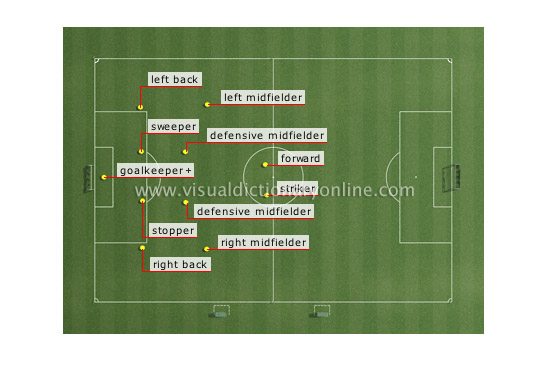 left back
left midfielder
sweeper
defensive midfielder
forward
goalkeeper+
www.visualdictionaryonline.com
striker
defensive midfielder
stopper
right midfielder
right back